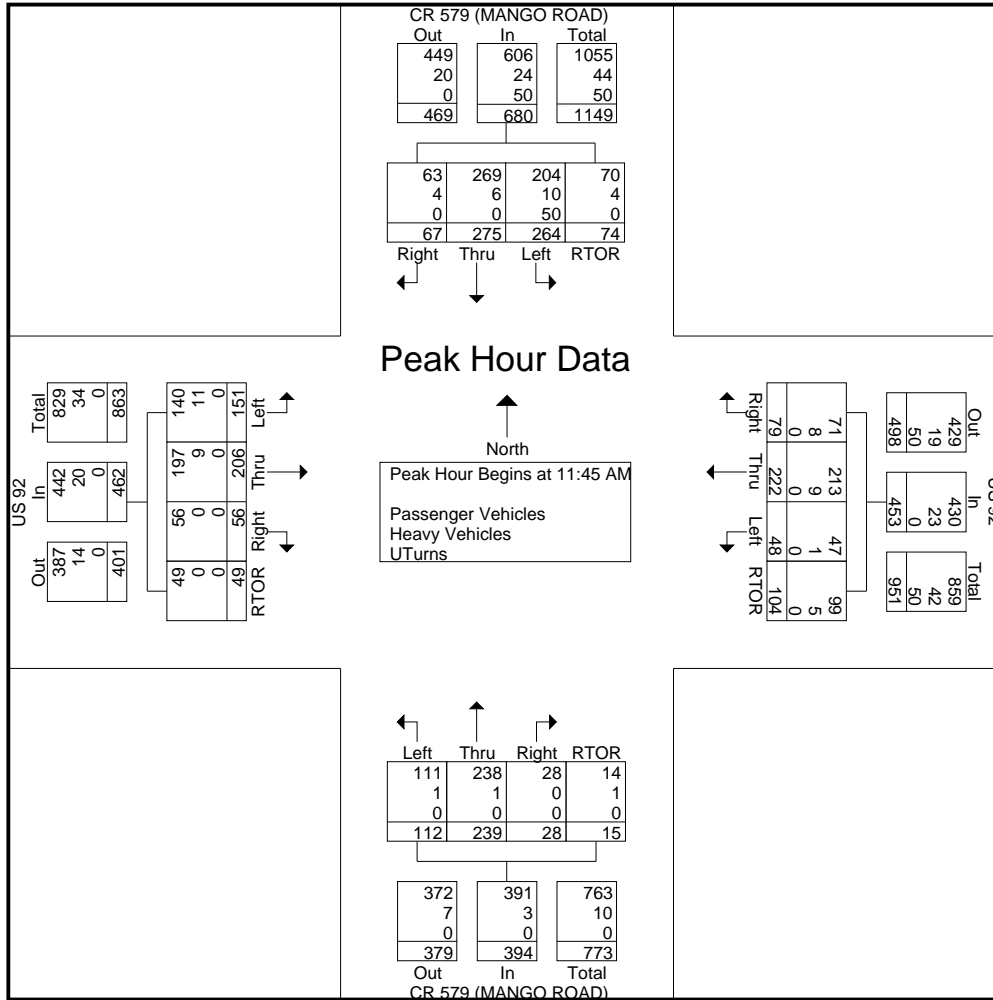 CR 579 (MANGO ROAD)
Out In Total
449 606 1055
20 24 44
0 50 50
469 680 1149
63 269 204 70
4 6 10 4
0 0 50 0
67 275 264 74
Right Thru Left RTOR
Peak Hour Data
North
Peak Hour Begins at 11:45 AM
Passenger Vehicles
Heavy Vehicles
UTurns
US 92
Out In Total
387 442 829
14 20 34
0 0 0
401 462 863
49 56 197 140
0 0 9 11
0 0 0 0
49 56 206 151
RTOR Right Thru Left
Out In Total
429 430 859
19 23 42
50 0 50
498 453 951
71 213 47 99
8 9 1 5
0 0 0 0
79 222 48 104
Right Thru Left RTOR
Left Thru Right RTOR
111 238 28 14
1 1 0 1
0 0 0 0
112 239 28 15
372 391 763
7 3 10
0 0 0
379 394 773
Out In Total
CR 579 (MANGO ROAD)